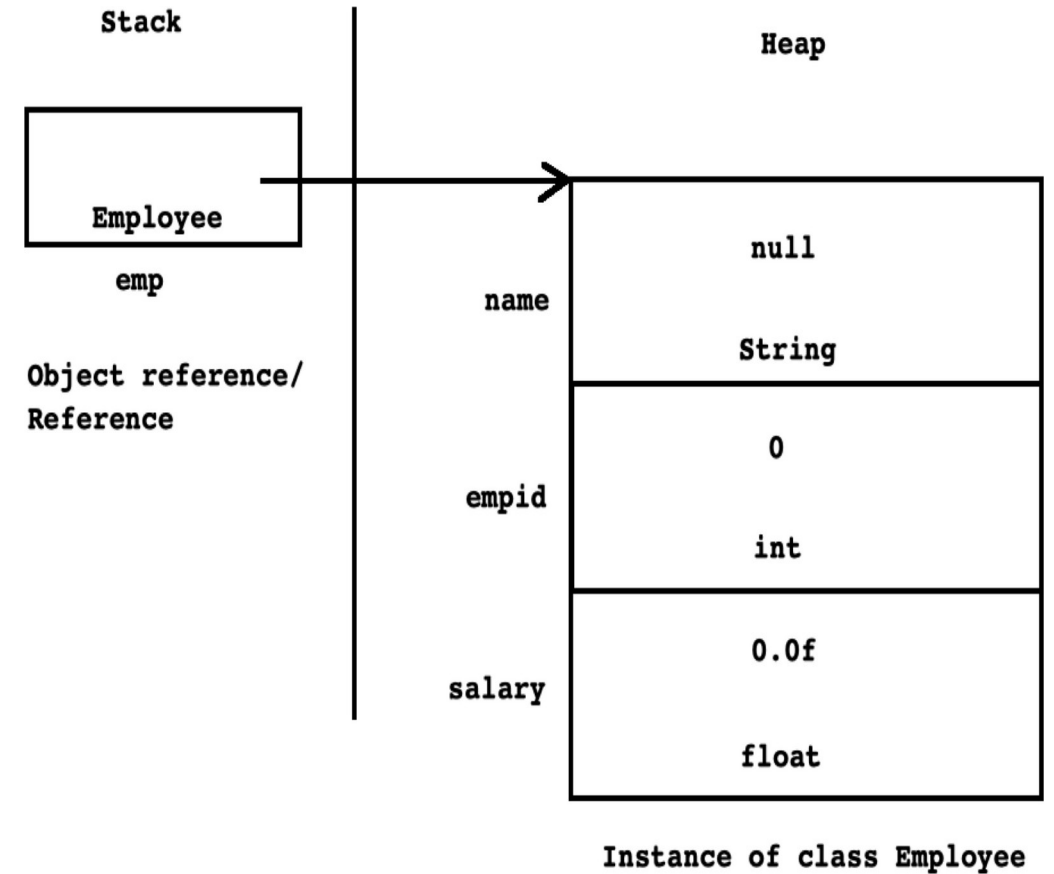 Stack
Heap
Employee
emp
Object reference/
Reference
null
name
String
0
empid
int
0.0f
salary
float
Instance of class Employee